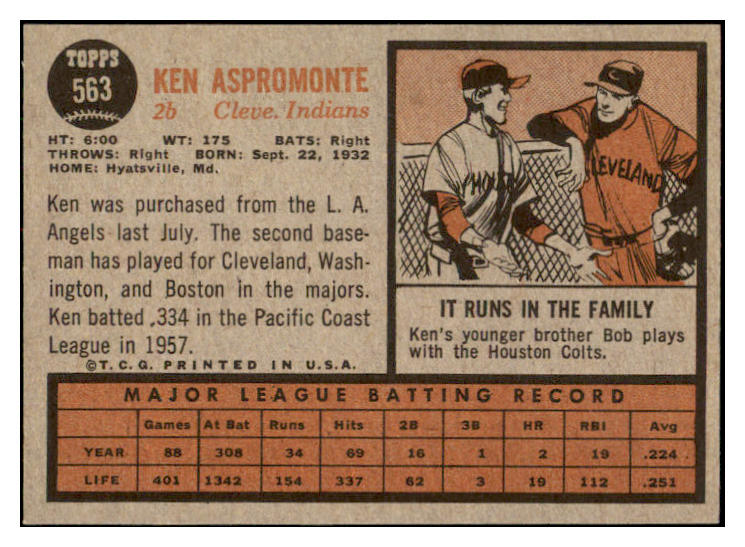 TOPPS
563
KEN ASPROMONTE
2b Cleve. Indians
HT: 6:00 WT: 175 BATS: Right
THROWS: Right BORN: Sept. 22, 1932
HOME: Hyatsville, Md.
Ken was purchased from the L. A.
Angels last July. The second base-
man has played for Cleveland, Wash-
ington, and Boston in the majors.
Ken batted .334 in the Pacific Coast
League in 1957.
©T.C.G. PRINTED IN U.S.A.
CLEVELAND
IT RUNS IN THE FAMILY
Ken's younger brother Bob plays
with the Houston Colts.
MAJOR LEAGUE BATTING RECORD
Games At Bat Runs Hits 2B 3B HR RBI Avg
YEAR 88 308 34 69 16 1 2 19 .224
LIFE 401 1342 154 337 62 3 19 112 .251